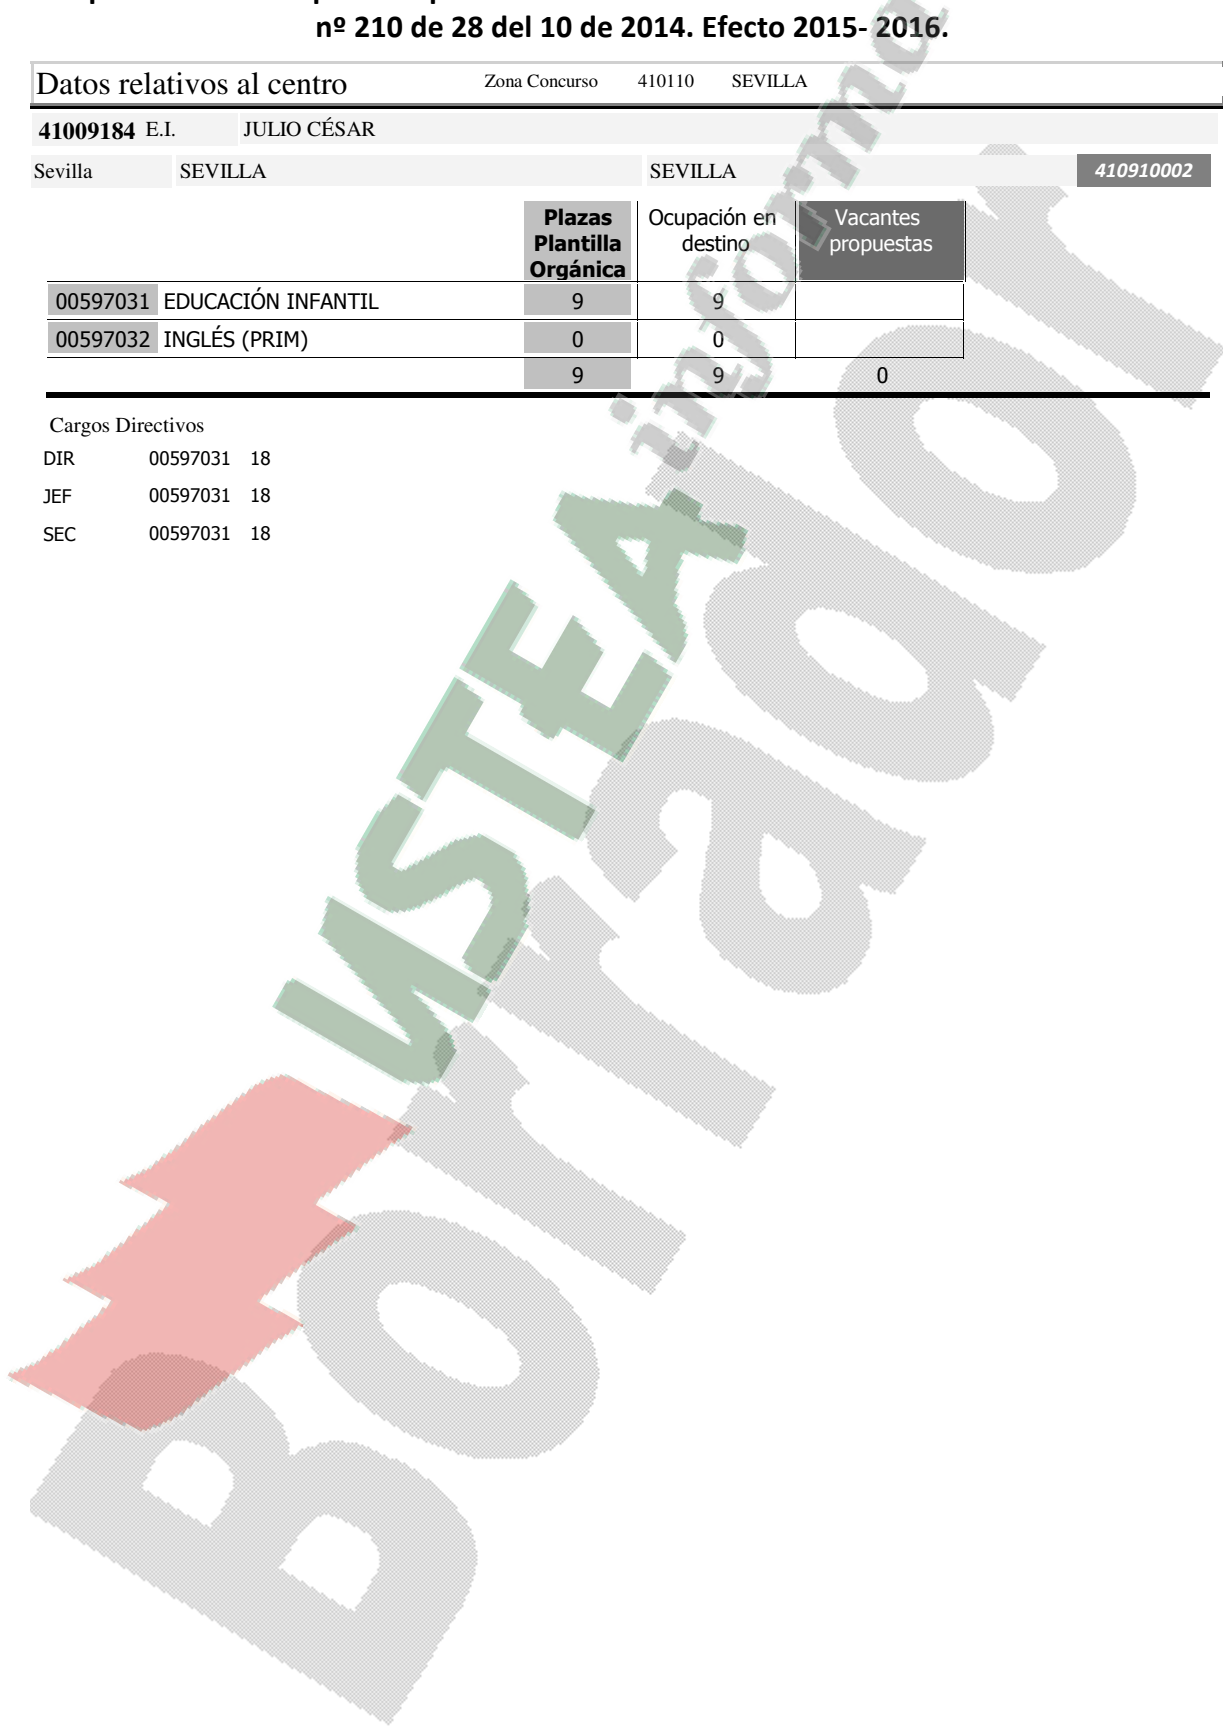 nº 210 de 28 del 10 de 2014. Efecto 2015- 2016.
Datos relativos al centro Zona Concurso 410110 SEVILLA
41009184 E.I. JULIO CÉSAR
Sevilla SEVILLA SEVILLA 410910002
Plazas Plantilla Orgánica Ocupación en destino Vacantes propuestas
00597031 EDUCACIÓN INFANTIL 9 9
00597032 INGLÉS (PRIM) 0 0
9 9 0
Cargos Directivos
DIR 00597031 18
JEF 00597031 18
SEC 00597031 18
USTEA informa
Borrador